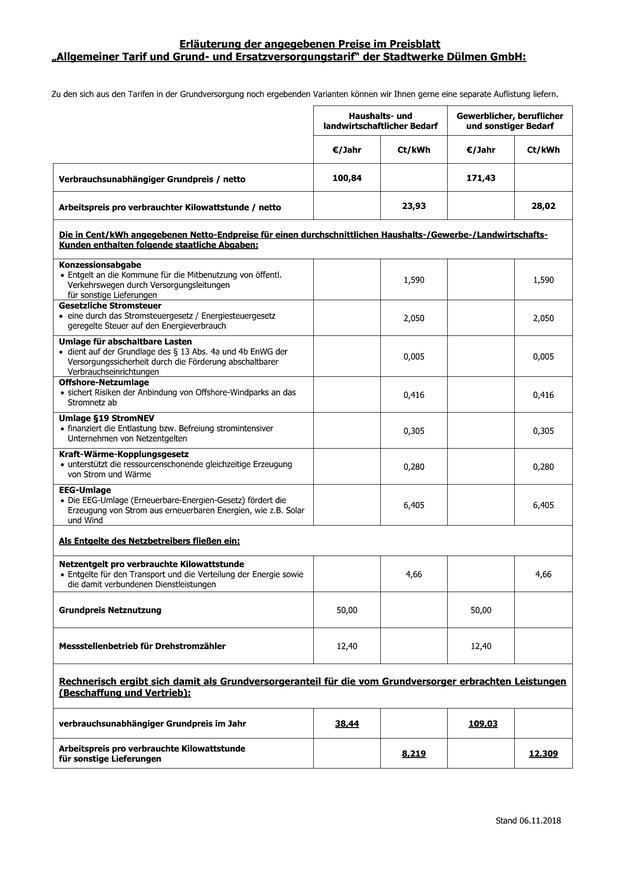 Erläuterung der angegebenen Preise im Preisblatt
„Allgemeiner Tarif und Grund- und Ersatzversorgungstarif“ der Stadtwerke Dülmen GmbH:
Zu den sich aus den Tarifen in der Grundversorgung noch ergebenden Varianten können wir Ihnen gerne eine separate Auflistung liefern.
Haushalts- und
landwirtschaftlicher Bedarf
Gewerblicher, beruflicher
und sonstiger Bedarf
€/Jahr Ct/kWh €/Jahr Ct/kWh
Verbrauchsunabhängiger Grundpreis / netto 100,84 171,43
Arbeitspreis pro verbrauchter Kilowattstunde / netto 23,93 28,02
Die in Cent/kWh angegebenen Netto-Endpreise für einen durchschnittlichen Haushalts-/Gewerbe-/Landwirtschafts-
Kunden enthalten folgende staatliche Abgaben:
Konzessionsabgabe
• Entgelt an die Kommune für die Mitbenutzung von öffentl.
Verkehrswegen durch Versorgungsleitungen
für sonstige Lieferungen
1,590 1,590
Gesetzliche Stromsteuer
• eine durch das Stromsteuergesetz / Energiesteuergesetz
geregelte Steuer auf den Energieverbrauch
2,050 2,050
Umlage für abschaltbare Lasten
• dient auf der Grundlage des § 13 Abs. 4a und 4b EnWG der
Versorgungssicherheit durch die Förderung abschaltbarer
Verbrauchseinrichtungen
0,005 0,005
Offshore-Netzumlage
• sichert Risiken der Anbindung von Offshore-Windparks an das
Stromnetz ab
0,416 0,416
Umlage §19 StromNEV
• finanziert die Entlastung bzw. Befreiung stromintensiver
Unternehmen von Netzentgelten
0,305 0,305
Kraft-Wärme-Kopplungsgesetz
• unterstützt die ressourcenschonende gleichzeitige Erzeugung
von Strom und Wärme
0,280 0,280
EEG-Umlage
• Die EEG-Umlage (Erneuerbare-Energien-Gesetz) fördert die
Erzeugung von Strom aus erneuerbaren Energien, wie z.B. Solar
und Wind
6,405 6,405
Als Entgelte des Netzbetreibers fließen ein:
Netzentgelt pro verbrauchte Kilowattstunde
• Entgelte für den Transport und die Verteilung der Energie sowie
die damit verbundenen Dienstleistungen
4,66 4,66
Grundpreis Netznutzung 50,00 50,00
Messstellenbetrieb für Drehstromzähler 12,40 12,40
Rechnerisch ergibt sich damit als Grundversorgeranteil für die vom Grundversorger erbrachten Leistungen
(Beschaffung und Vertrieb):
verbrauchsunabhängiger Grundpreis im Jahr 38,44 109,03
Arbeitspreis pro verbrauchte Kilowattstunde
für sonstige Lieferungen
8,219 12,309
Stand 06.11.2018